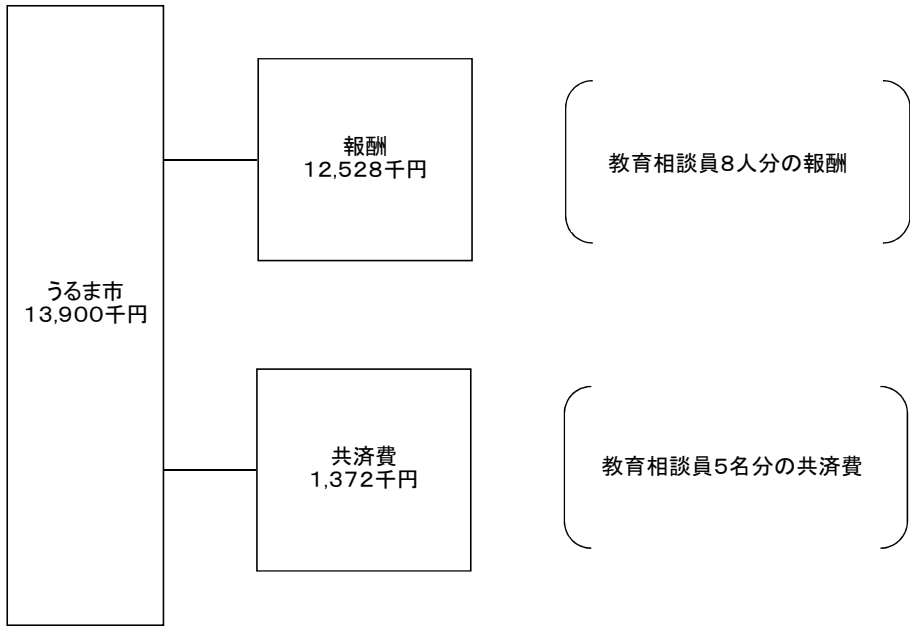 うるま市
13,900千円
報酬
12,528千円
教育相談員8人分の報酬
共済費
1,372千円
教育相談員5名分の共済費